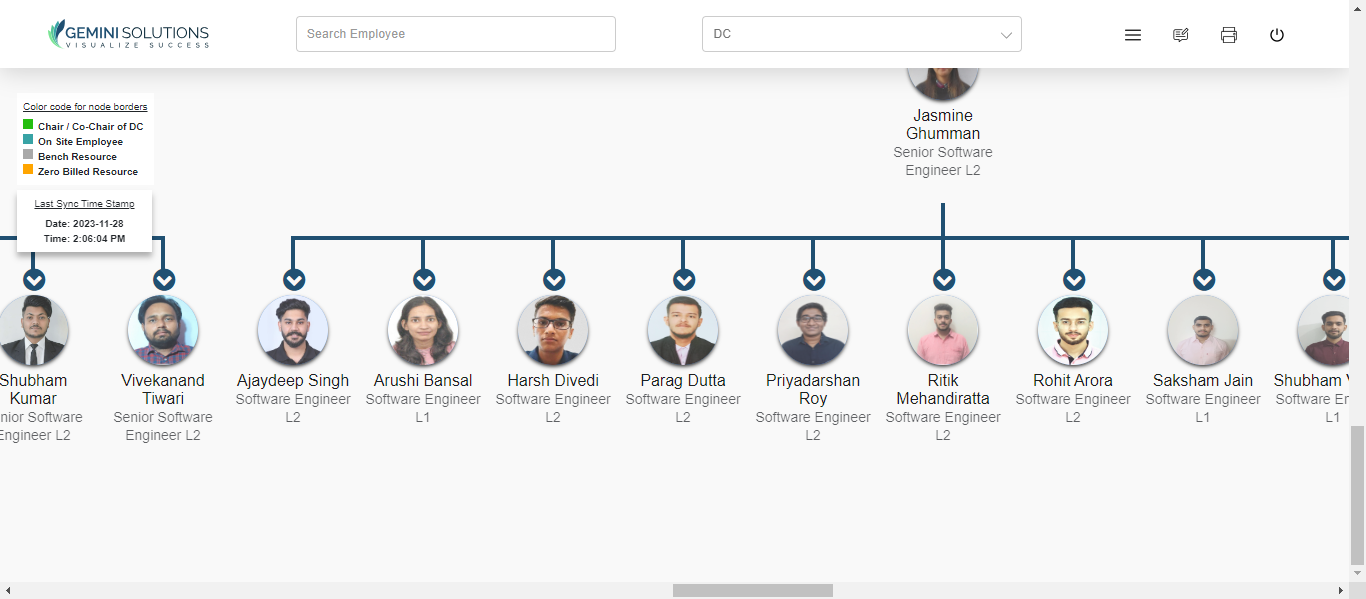 GEMINI SOLUTIONS
VISUALIZE SUCCESS
Search Employee
DC
Color code for node borders
Chair / Co-Chair of DC
On Site Employee
Bench Resource
Zero Billed Resource
Last Sync Time Stamp
Date: 2023-11-28
Time: 2:06:04 PM
Jasmine
Ghumman
Senior Software
Engineer L2
Shubham
Kumar
nior Software
Engineer L2
Vivekanand
Tiwari
Senior Software
Engineer L2
Ajaydeep Singh
Software Engineer
L2
Arushi Bansal
Software Engineer
L1
Harsh Divedi
Software Engineer
L2
Parag Dutta
Software Engineer
L2
Priyadarshan
Roy
Software Engineer
L2
Ritik
Mehandiratta
Software Engineer
L2
Rohit Arora
Software Engineer
L2
Saksham Jain
Software Engineer
L1
Shubham
Software
L1